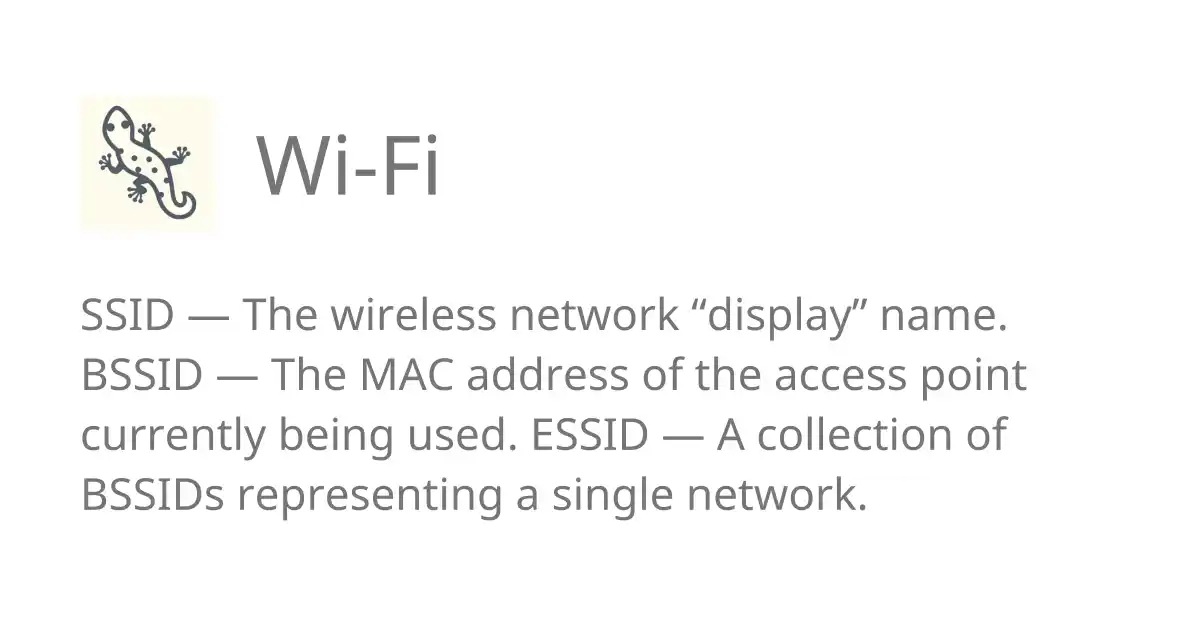 Wi-Fi
SSID — The wireless network “display” name.
BSSID — The MAC address of the access point
currently being used. ESSID — A collection of
BSSIDs representing a single network.